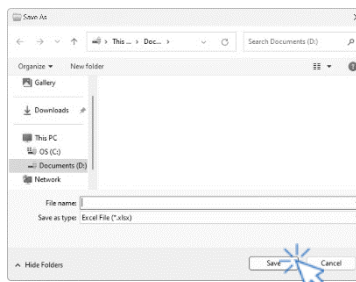 Save As
This ... › Doc... ›
Search Documents (D:)
Organize
New folder
Gallery
Downloads
This PC
OS (C:)
Documents (D:)
Network
File name:
Save as type: Excel File (*.xlsx)
Hide Folders
Save
Cancel